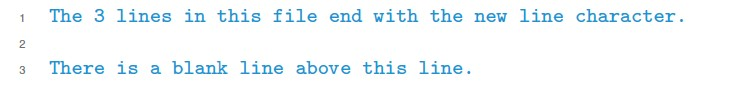 1 The 3 lines in this file end with the new line character.
2
3 There is a blank line above this line.